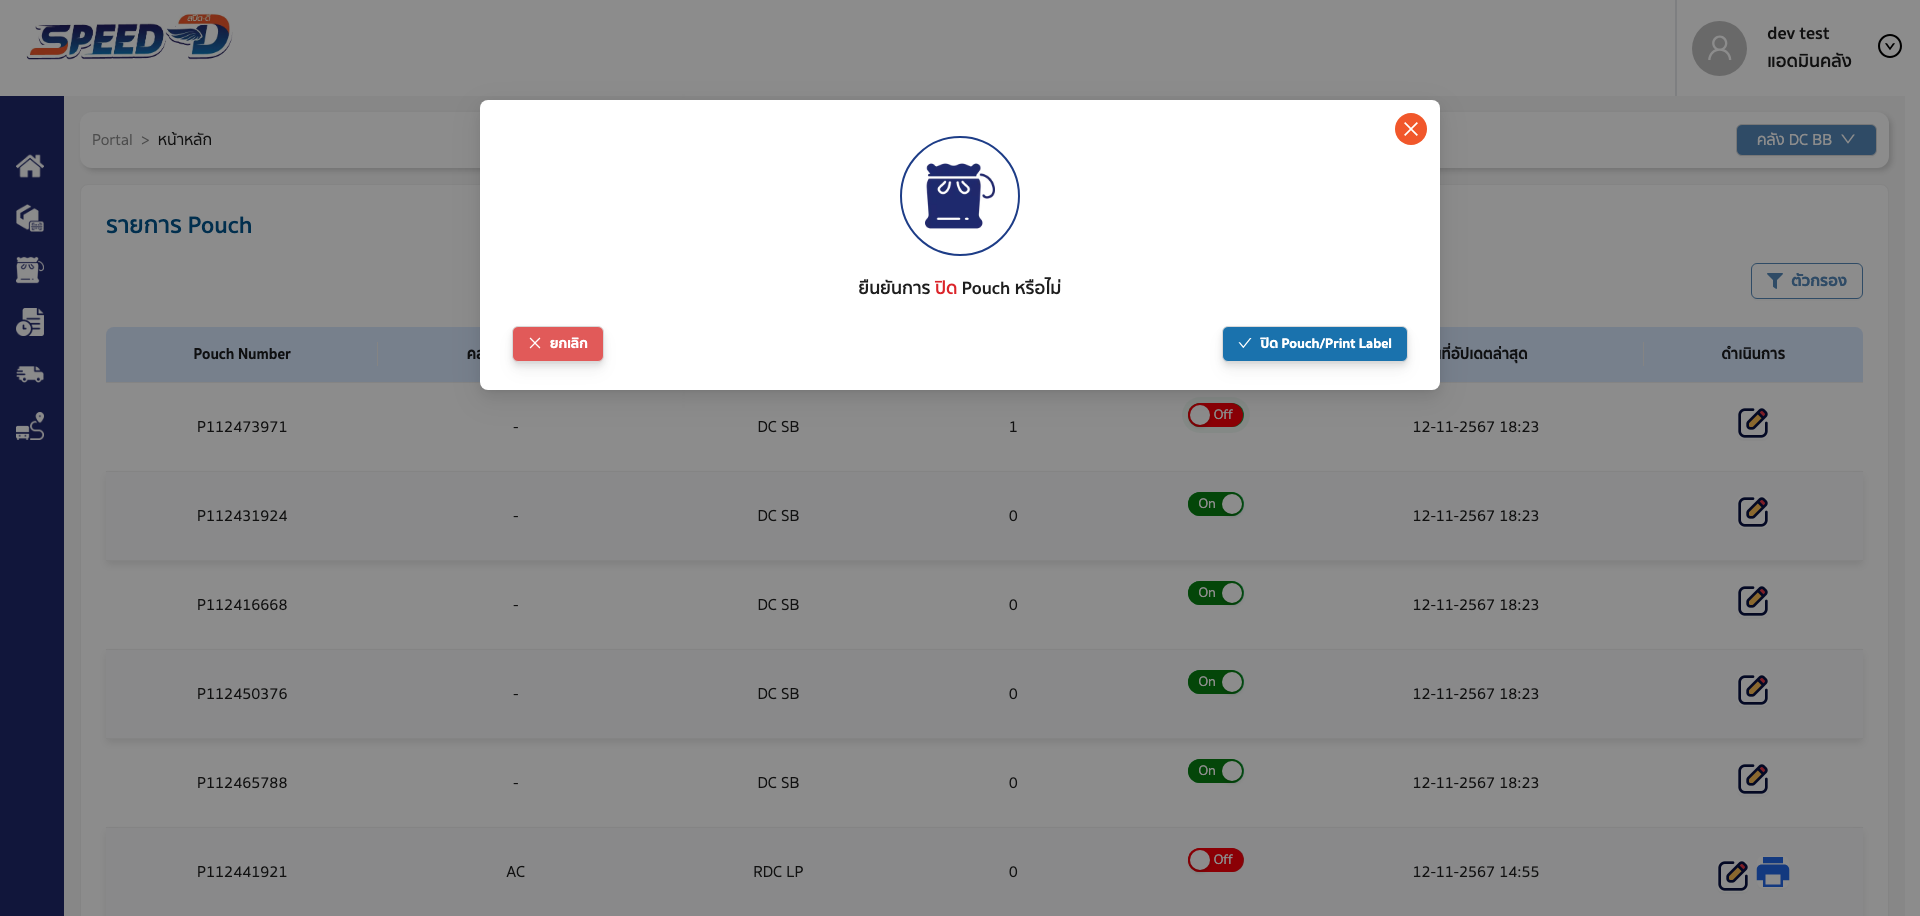 สปีด-ดี
SPEED-D
dev test
แอดมินคลัง
Portal > หน้าหลัก
คลัง DC BB
รายการ Pouch
ยืนยันการ ปิด Pouch หรือไม่
ยกเลิก
ปิด Pouch/Print Label
ตัวกรอง
Pouch Number
ที่อัปเดตล่าสุด
ดำเนินการ
P112473971 - DC SB 1 Off 12-11-2567 18:23
P112431924 - DC SB 0 On 12-11-2567 18:23
P112416668 - DC SB 0 On 12-11-2567 18:23
P112450376 - DC SB 0 On 12-11-2567 18:23
P112465788 - DC SB 0 On 12-11-2567 18:23
P112441921 AC RDC LP 0 Off 12-11-2567 14:55